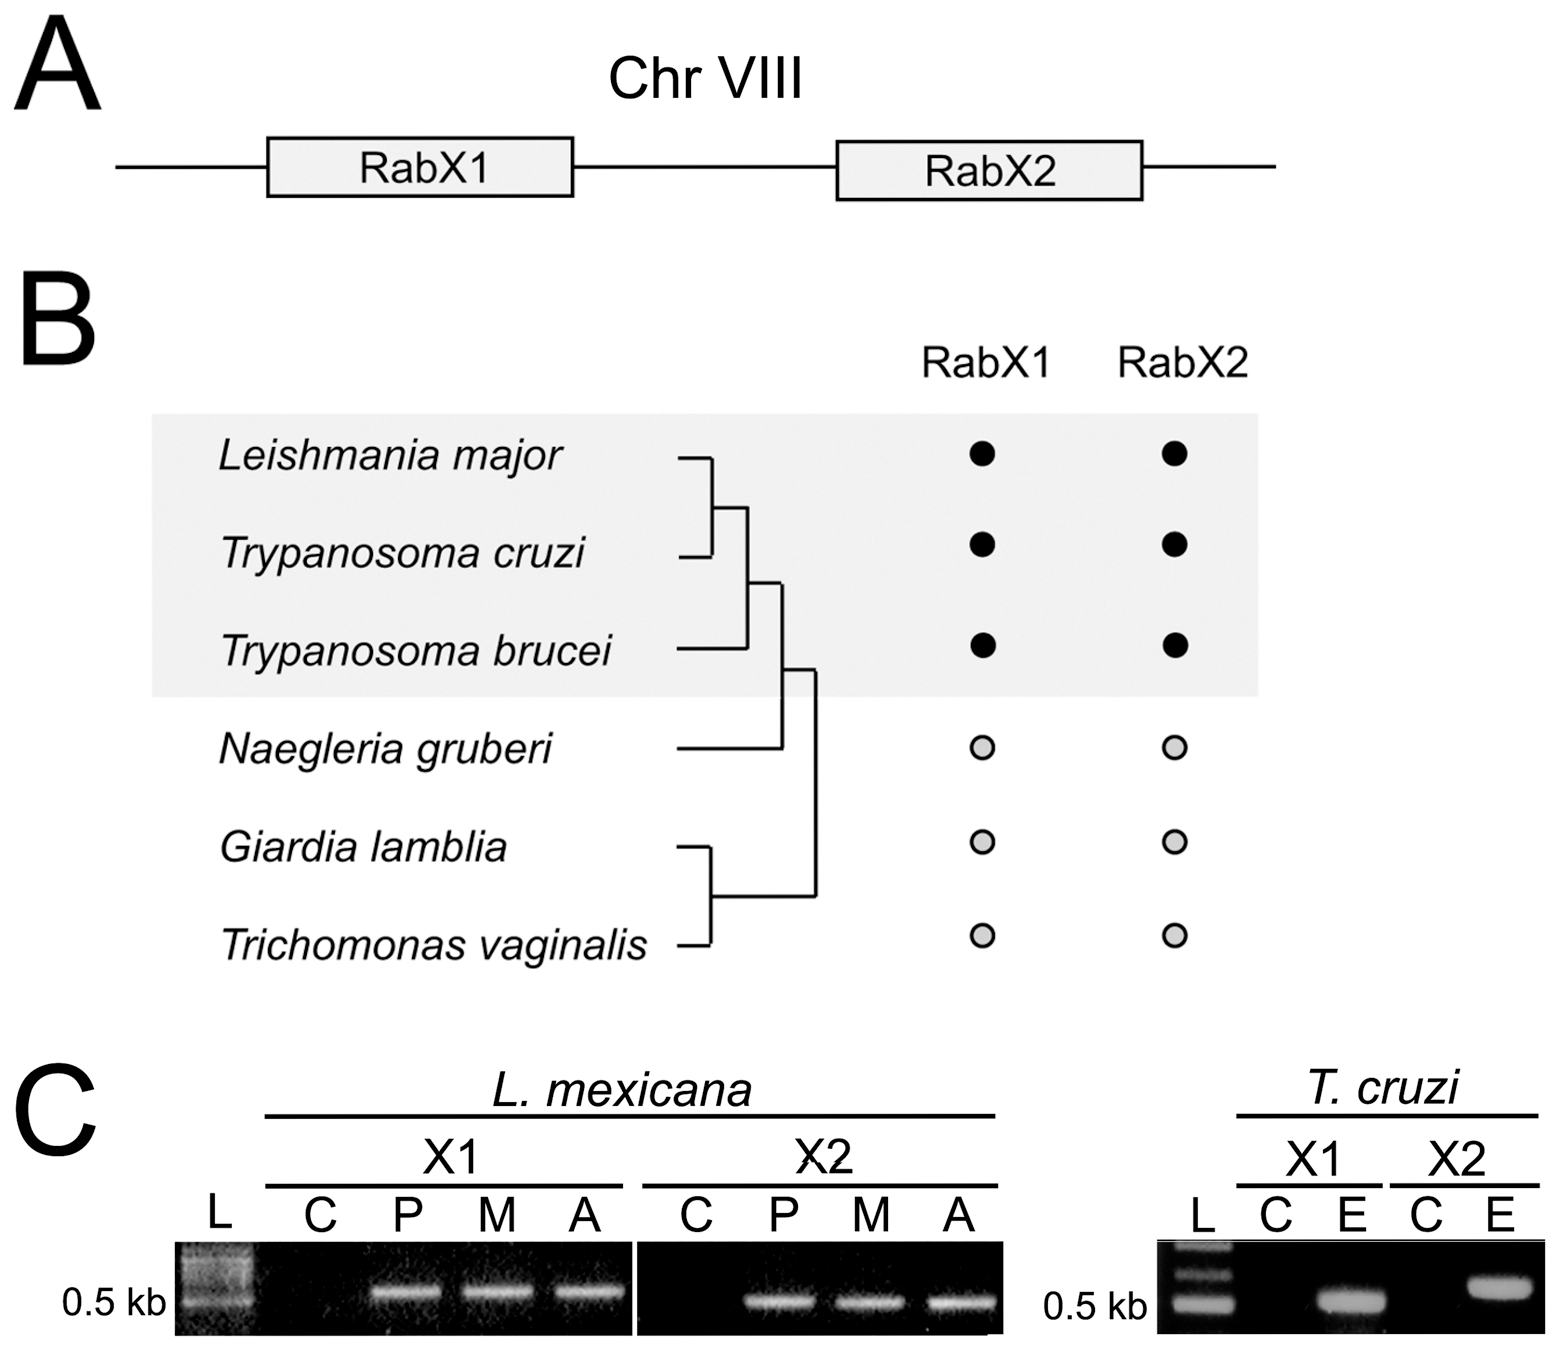 A
Chr VIII
RabX1 RabX2
B
RabX1 RabX2
Leishmania major
Trypanosoma cruzi
Trypanosoma brucei
Naegleria gruberi
Giardia lamblia
Trichomonas vaginalis
C
L. mexicana T. cruzi
X1 X2 X1 X2
L C P M A C P M A L C E C E
0.5 kb 0.5 kb